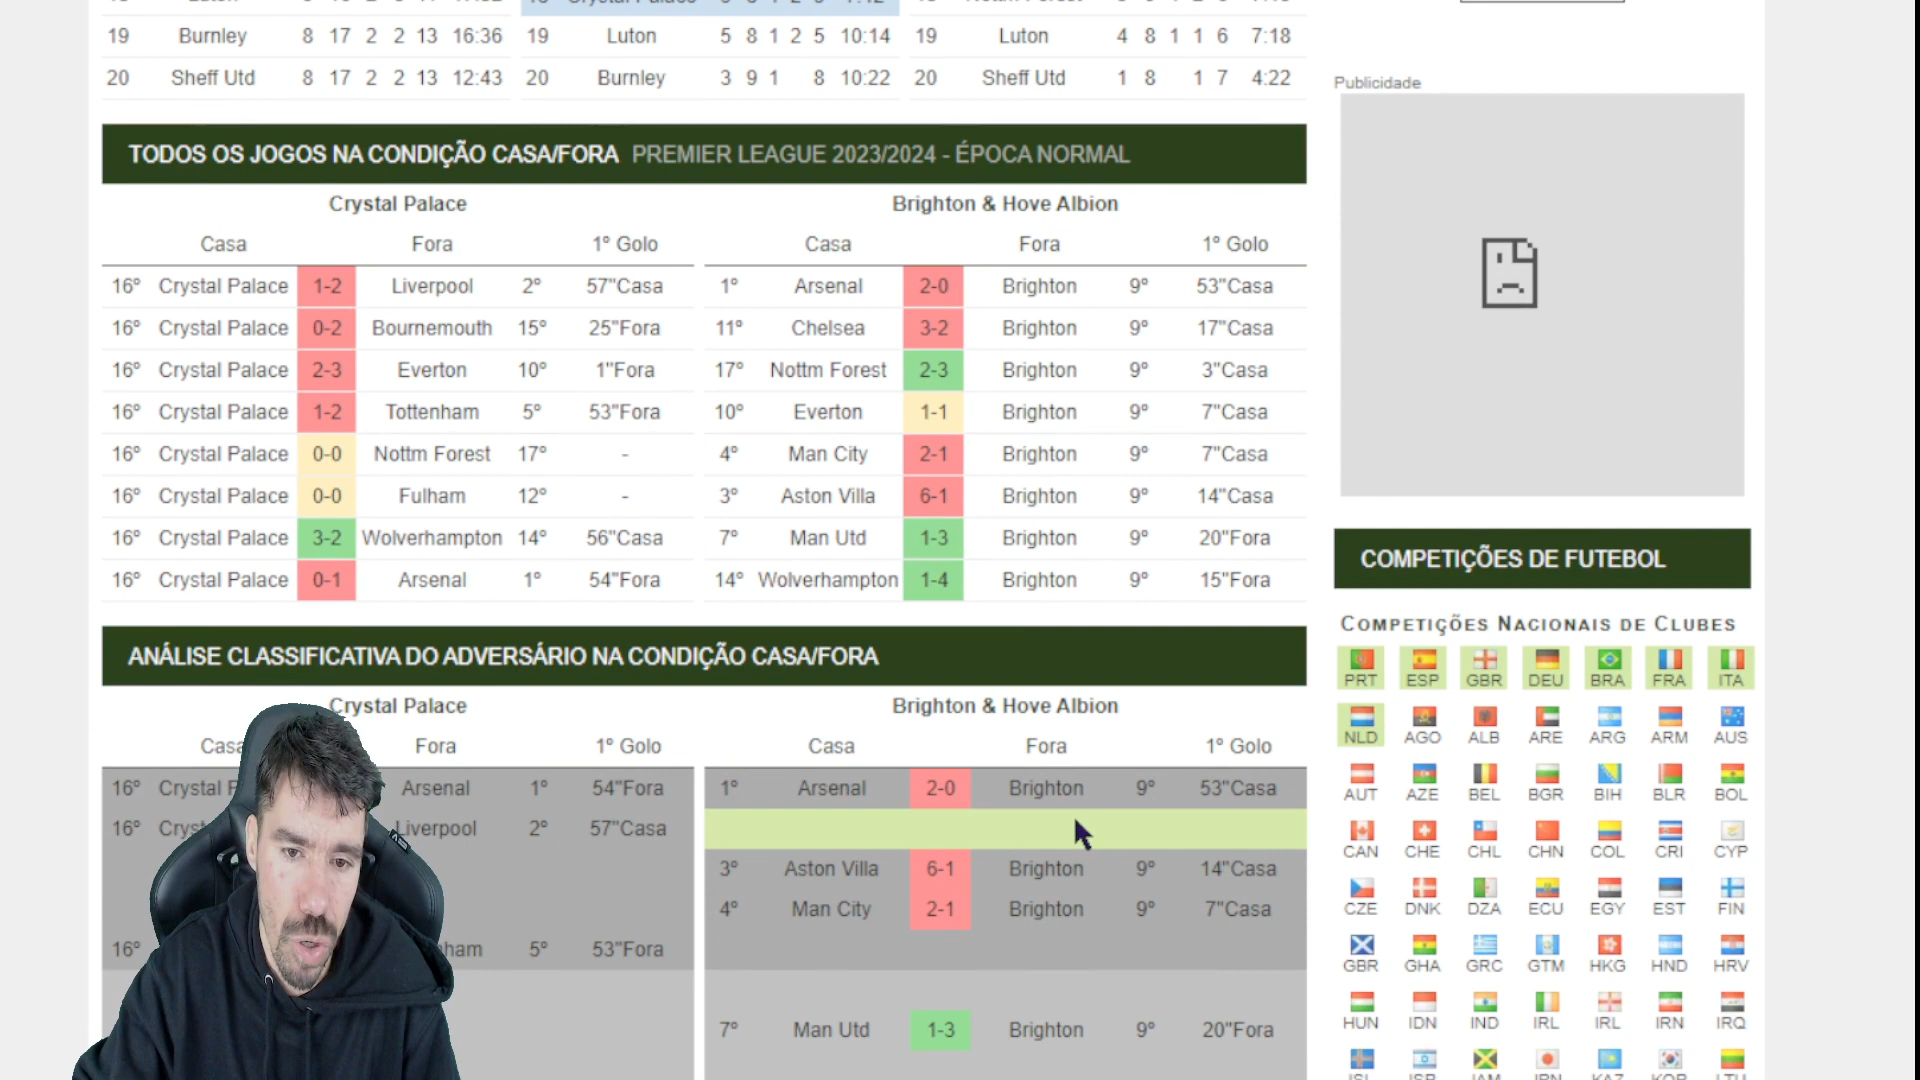 19 Burnley 8 17 2 2 13 16:36 19 Luton 5 8 1 2 5 10:14 19 Luton 4 8 1 1 6 7:18
20 Sheff Utd 8 17 2 2 13 12:43 20 Burnley 3 9 1 8 10:22 20 Sheff Utd 1 8 1 7 4:22
Publicidade
TODOS OS JOGOS NA CONDIÇÃO CASA/FORA PREMIER LEAGUE 2023/2024 - ÉPOCA NORMAL
Crystal Palace Brighton & Hove Albion
Casa Fora 1º Golo Casa Fora 1º Golo
16º Crystal Palace 1-2 Liverpool 2º 57"Casa 1º Arsenal 2-0 Brighton 9º 53"Casa
16º Crystal Palace 0-2 Bournemouth 15º 25"Fora 11º Chelsea 3-2 Brighton 9º 17"Casa
16º Crystal Palace 2-3 Everton 10º 1"Fora 17º Nottm Forest 2-3 Brighton 9º 3"Casa
16º Crystal Palace 1-2 Tottenham 5º 53"Fora 10º Everton 1-1 Brighton 9º 7"Casa
16º Crystal Palace 0-0 Nottm Forest 17º - 4º Man City 2-1 Brighton 9º 7"Casa
16º Crystal Palace 0-0 Fulham 12º - 3º Aston Villa 6-1 Brighton 9º 14"Casa
16º Crystal Palace 3-2 Wolverhampton 14º 56"Casa 7º Man Utd 1-3 Brighton 9º 20"Fora
16º Crystal Palace 0-1 Arsenal 1º 54"Fora 14º Wolverhampton 1-4 Brighton 9º 15"Fora
ANÁLISE CLASSIFICATIVA DO ADVERSÁRIO NA CONDIÇÃO CASA/FORA
Crystal Palace Brighton & Hove Albion
Casa Fora 1º Golo Casa Fora 1º Golo
16º Crystal P Arsenal 1º 54"Fora 1º Arsenal 2-0 Brighton 9º 53"Casa
16º Crys Liverpool 2º 57"Casa
3º Aston Villa 6-1 Brighton 9º 14"Casa
4º Man City 2-1 Brighton 9º 7"Casa
16º ham 5º 53"Fora
7º Man Utd 1-3 Brighton 9º 20"Fora
COMPETIÇÕES DE FUTEBOL
COMPETIÇÕES NACIONAIS DE CLUBES
PRT ESP GBR DEU BRA FRA ITA
NLD AGO ALB ARE ARG ARM AUS
AUT AZE BEL BGR BIH BLR BOL
CAN CHE CHL CHN COL CRI CYP
CZE DNK DZA ECU EGY EST FIN
GBR GHA GRC GTM HKG HND HRV
HUN IDN IND IRL IRL IRN IRQ